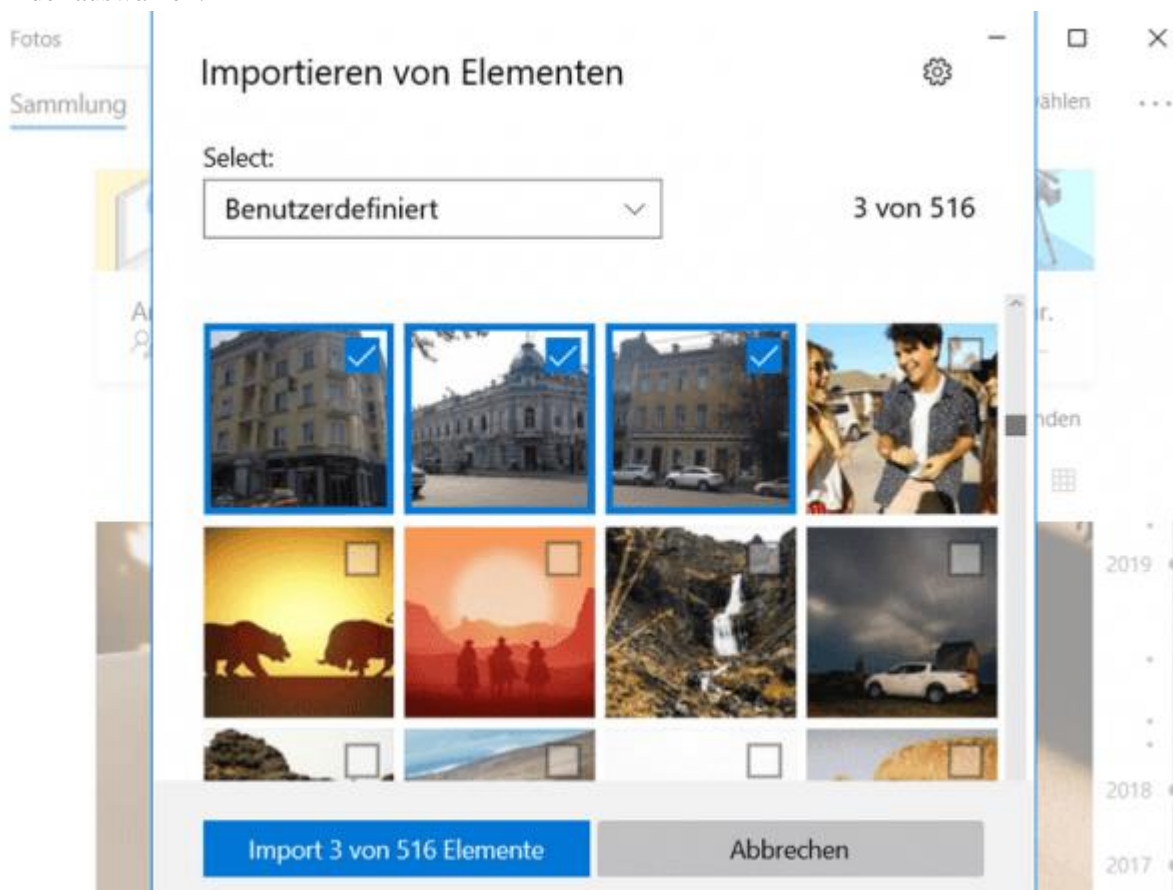 Fotos
Importieren von Elementen
Sammlung
ählen
Select:
Benutzerdefiniert
3 von 516
r.
nden
2019
2018
Import 3 von 516 Elemente
Abbrechen
2017